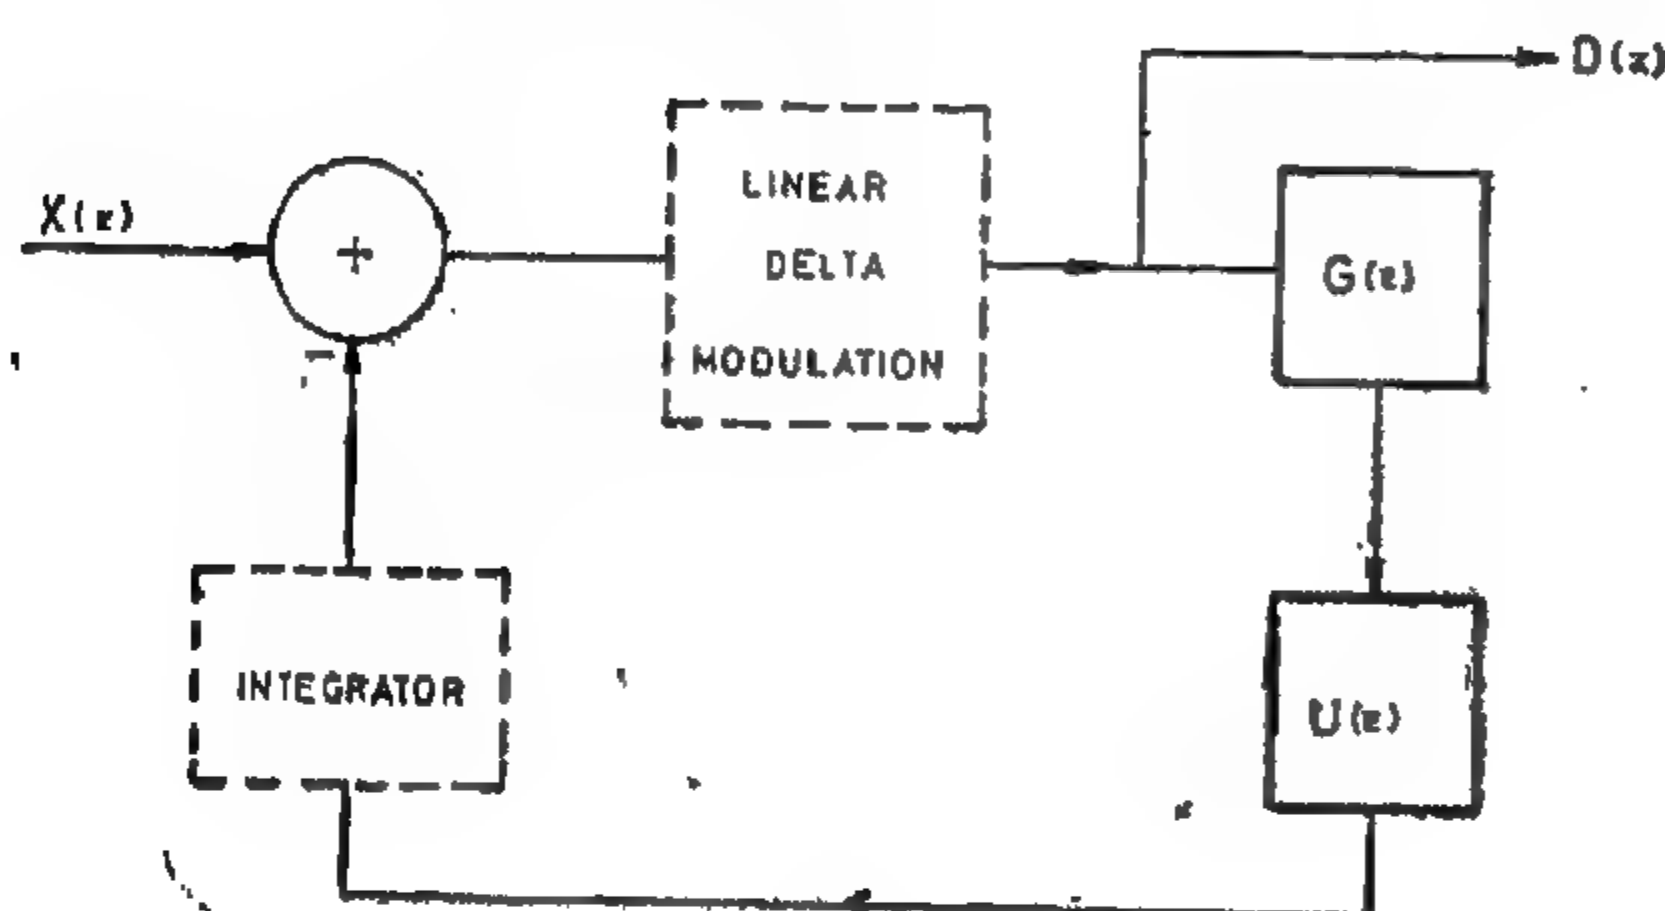 D(z)
X(z)
+
LINEAR
DELTA
MODULATION
G(z)
−
INTEGRATOR
U(z)